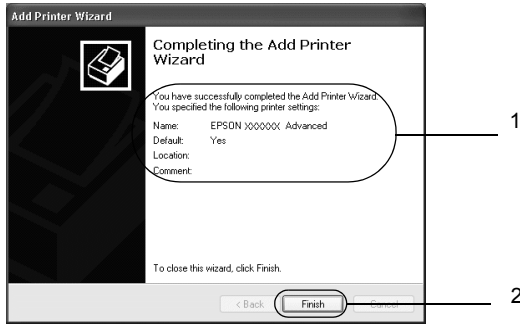 Add Printer Wizard
Completing the Add Printer
Wizard
You have successfully completed the Add Printer Wizard.
You specified the following printer settings:
Name: EPSON XXXXXX Advanced
Default: Yes
Location:
Comment:
1
To close this wizard, click Finish.
< Back Finish Cancel
2